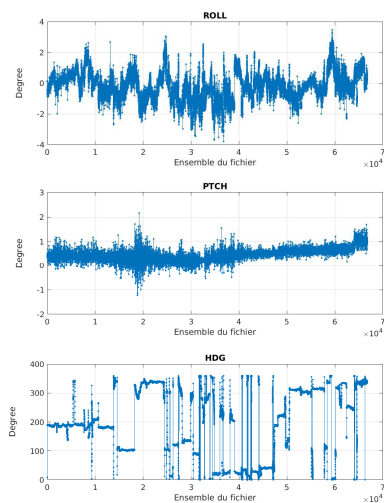 ROLL
4
2
0
-2
-4
Degree
0 1 2 3 4 5 6 7
Ensemble du fichier
×10^4
PTCH
3
2
1
0
-1
-2
Degree
0 1 2 3 4 5 6 7
Ensemble du fichier
×10^4
HDG
400
300
200
100
0
Degree
0 1 2 3 4 5 6 7
Ensemble du fichier
×10^4